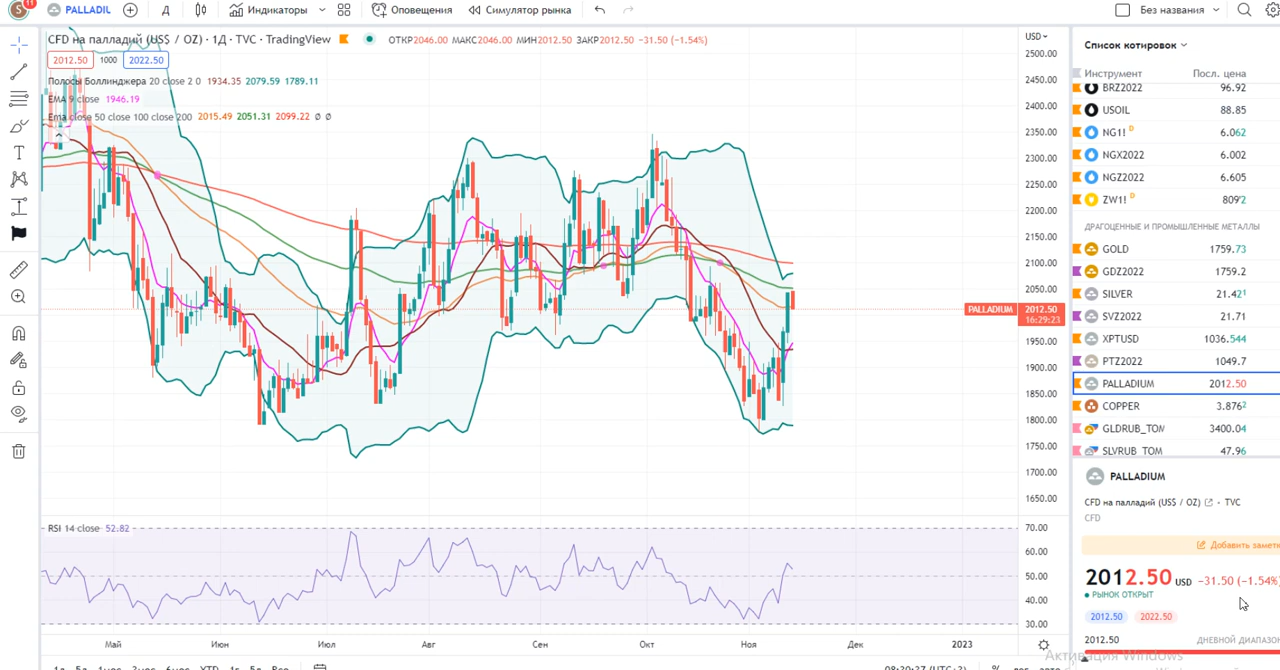 S 11 PALLADIL Д Индикаторы Оповещения Симулятор рынка Без названия
CFD на палладий (US$ / OZ) · 1Д · TVC · TradingView ОТКР2046.00 МАКС2046.00 МИН2012.50 ЗАКР2012.50 −31.50 (−1.54%)
2012.50 1000 2022.50
Полосы Боллинджера 20 close 2 0 1934.35 2079.59 1789.11
EMA 9 close 1946.19
Ema close 50 close 100 close 200 2015.49 2051.31 2099.22 Ø Ø
USD
2500.00
2450.00
2400.00
2350.00
2300.00
2250.00
2200.00
2150.00
2100.00
2050.00
PALLADIUM 2012.50
16:29:23
1950.00
1900.00
1850.00
1800.00
1750.00
1700.00
1650.00
RSI 14 close 52.82
70.00
60.00
50.00
40.00
30.00
Май Июн Июл Авг Сен Окт Ноя Дек 2023
Список котировок
Инструмент Посл. цена
BRZ2022 96.92
USOIL 88.85
NG1! D 6.062
NGX2022 6.002
NGZ2022 6.605
ZW1! D 809'2
ДРАГОЦЕННЫЕ И ПРОМЫШЛЕННЫЕ МЕТАЛЛЫ
GOLD 1759.73
GDZ2022 1759.2
SILVER 21.421
SVZ2022 21.71
XPTUSD 1036.544
PTZ2022 1049.7
PALLADIUM 2012.50
COPPER 3.8762
GLDRUB_TOM 3400.04
SLVRUB_TOM 47.96
PALLADIUM
CFD на палладий (US$ / OZ) · TVC
CFD
Добавить заметк
2012.50 USD −31.50 (−1.54%)
РЫНОК ОТКРЫТ
2012.50 2022.50
2012.50 ДНЕВНОЙ ДИАПАЗОН
Активация Windows